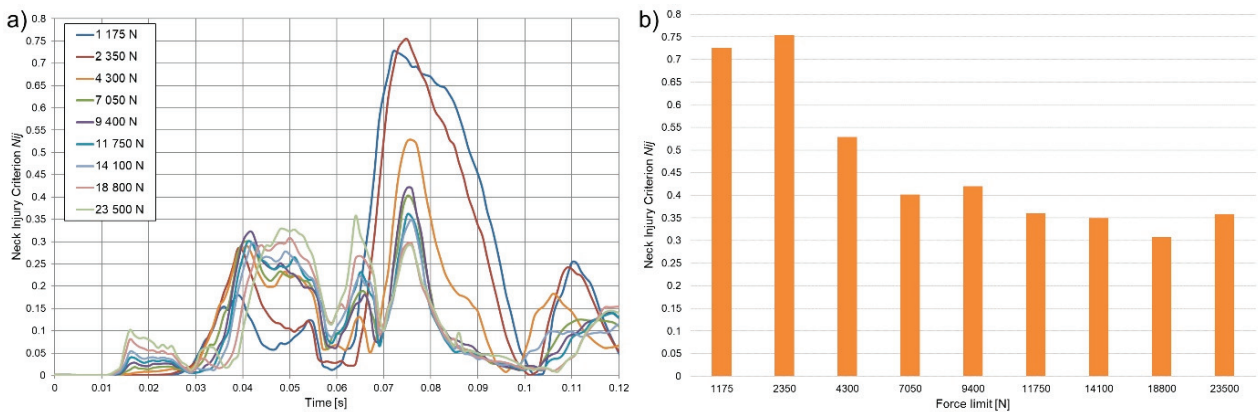 a)
0.8
0.75
0.7
0.65
0.6
0.55
0.5
0.45
0.4
0.35
0.3
0.25
0.2
0.15
0.1
0.05
0
Neck Injury Criterion Nij
1 175 N
2 350 N
4 300 N
7 050 N
9 400 N
11 750 N
14 100 N
18 800 N
23 500 N
0 0.01 0.02 0.03 0.04 0.05 0.06 0.07 0.08 0.09 0.1 0.11 0.12
Time [s]
b)
0.8
0.75
0.7
0.65
0.6
0.55
0.5
0.45
0.4
0.35
0.3
0.25
0.2
0.15
0.1
0.05
0
Neck Injury Criterion Nij
1175 2350 4300 7050 9400 11750 14100 18800 23500
Force limit [N]